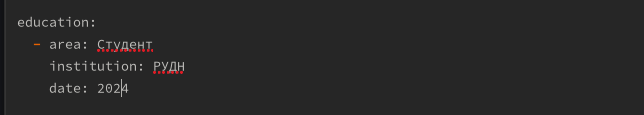 education:
  - area: Студент
    institution: РУДН
    date: 2024